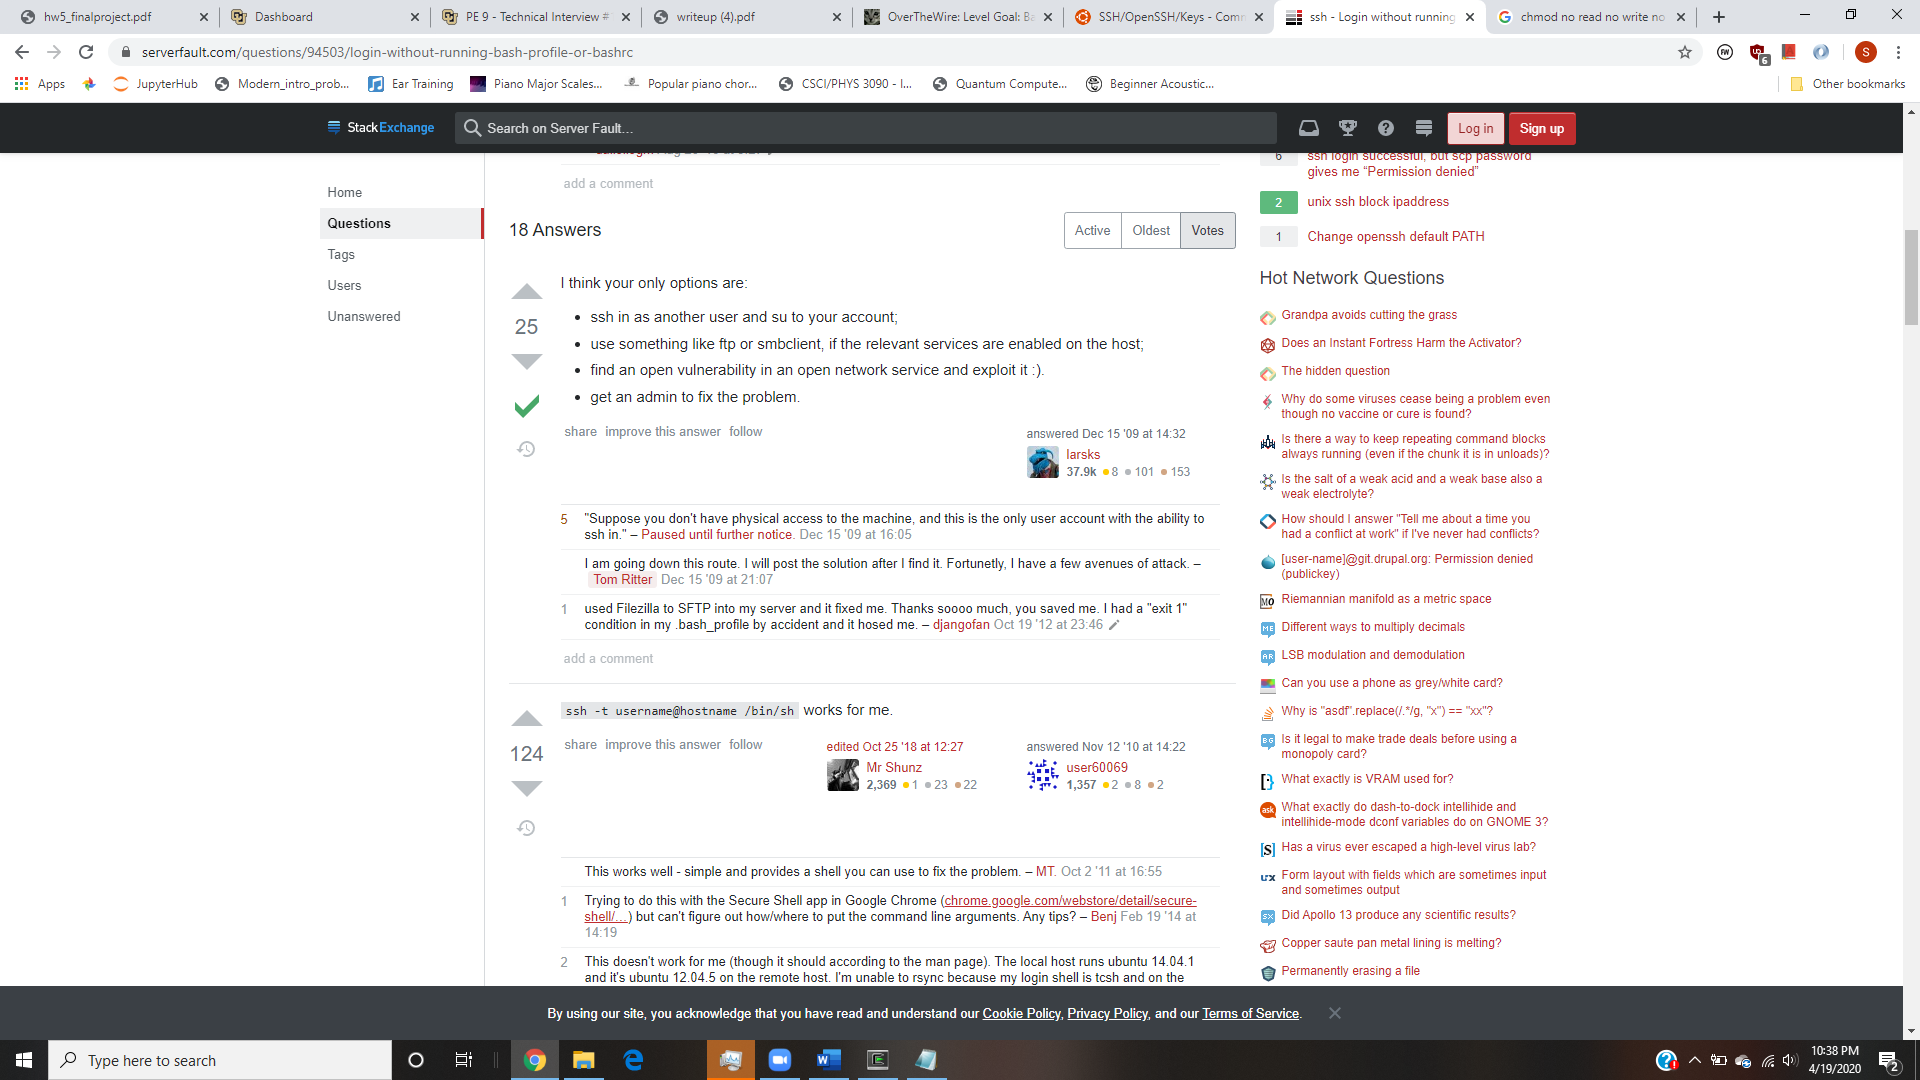 hw5_finalproject.pdf
Dashboard
PE 9 - Technical Interview #
writeup (4).pdf
OverTheWire: Level Goal: Ba
SSH/OpenSSH/Keys - Comm
ssh - Login without running
chmod no read no write no
serverfault.com/questions/94503/login-without-running-bash-profile-or-bashrc
6
S
Apps
JupyterHub
Modern_intro_prob...
Ear Training
Piano Major Scales...
Popular piano chor...
CSCI/PHYS 3090 - I...
Quantum Compute...
Beginner Acoustic...
Other bookmarks
StackExchange
Search on Server Fault...
Log in
Sign up
Home
Questions
Tags
Users
Unanswered
add a comment
18 Answers
Active
Oldest
Votes
25
I think your only options are:
• ssh in as another user and su to your account;
• use something like ftp or smbclient, if the relevant services are enabled on the host;
• find an open vulnerability in an open network service and exploit it :).
• get an admin to fix the problem.
share improve this answer follow
answered Dec 15 '09 at 14:32
larsks
37.9k ●8 ●101 ●153
5 "Suppose you don't have physical access to the machine, and this is the only user account with the ability to
ssh in." – Paused until further notice. Dec 15 '09 at 16:05
I am going down this route. I will post the solution after I find it. Fortunetly, I have a few avenues of attack. –
Tom Ritter Dec 15 '09 at 21:07
1 used Filezilla to SFTP into my server and it fixed me. Thanks soooo much, you saved me. I had a "exit 1"
condition in my .bash_profile by accident and it hosed me. – djangofan Oct 19 '12 at 23:46
add a comment
124
ssh -t username@hostname /bin/sh works for me.
share improve this answer follow
edited Oct 25 '18 at 12:27
Mr Shunz
2,369 ●1 ●23 ●22
answered Nov 12 '10 at 14:22
user60069
1,357 ●2 ●8 ●2
This works well - simple and provides a shell you can use to fix the problem. – MT. Oct 2 '11 at 16:55
1 Trying to do this with the Secure Shell app in Google Chrome (chrome.google.com/webstore/detail/secure-
shell/...) but can't figure out how/where to put the command line arguments. Any tips? – Benj Feb 19 '14 at
14:19
2 This doesn't work for me (though it should according to the man page). The local host runs ubuntu 14.04.1
and it's ubuntu 12.04.5 on the remote host. I'm unable to rsync because my login shell is tcsh and on the
6 ssh login successful, but scp password
gives me “Permission denied”
2 unix ssh block ipaddress
1 Change openssh default PATH
Hot Network Questions
Grandpa avoids cutting the grass
Does an Instant Fortress Harm the Activator?
The hidden question
Why do some viruses cease being a problem even
though no vaccine or cure is found?
Is there a way to keep repeating command blocks
always running (even if the chunk it is in unloads)?
Is the salt of a weak acid and a weak base also a
weak electrolyte?
How should I answer "Tell me about a time you
had a conflict at work" if I've never had conflicts?
[user-name]@git.drupal.org: Permission denied
(publickey)
MO Riemannian manifold as a metric space
ME Different ways to multiply decimals
AR LSB modulation and demodulation
Can you use a phone as grey/white card?
Why is "asdf".replace(/.*/g, "x") == "xx"?
BG Is it legal to make trade deals before using a
monopoly card?
What exactly is VRAM used for?
ask What exactly do dash-to-dock intellihide and
intellihide-mode dconf variables do on GNOME 3?
[S] Has a virus ever escaped a high-level virus lab?
ux Form layout with fields which are sometimes input
and sometimes output
SX Did Apollo 13 produce any scientific results?
Copper saute pan metal lining is melting?
Permanently erasing a file
By using our site, you acknowledge that you have read and understand our Cookie Policy, Privacy Policy, and our Terms of Service.
Type here to search
10:38 PM
4/19/2020
2